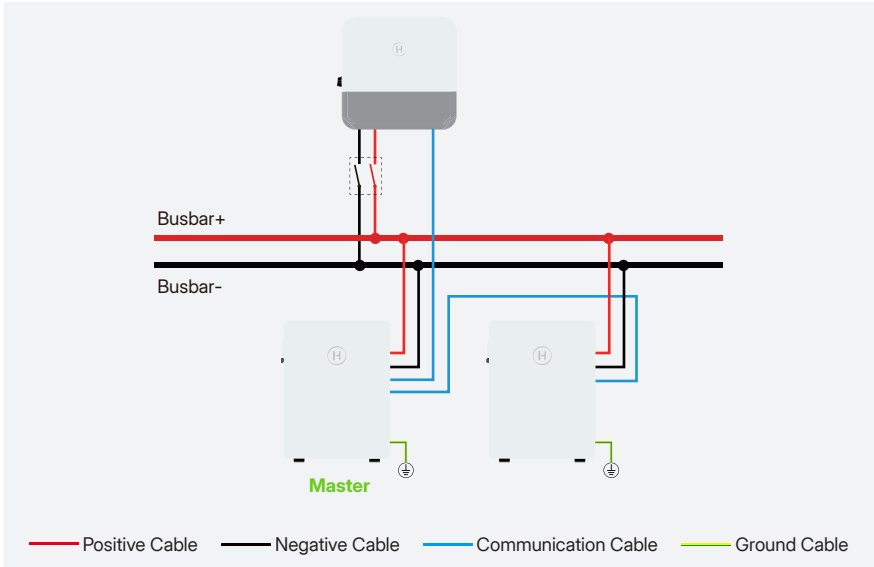 H
Busbar+
Busbar-
H
H
Master
Positive Cable
Negative Cable
Communication Cable
Ground Cable